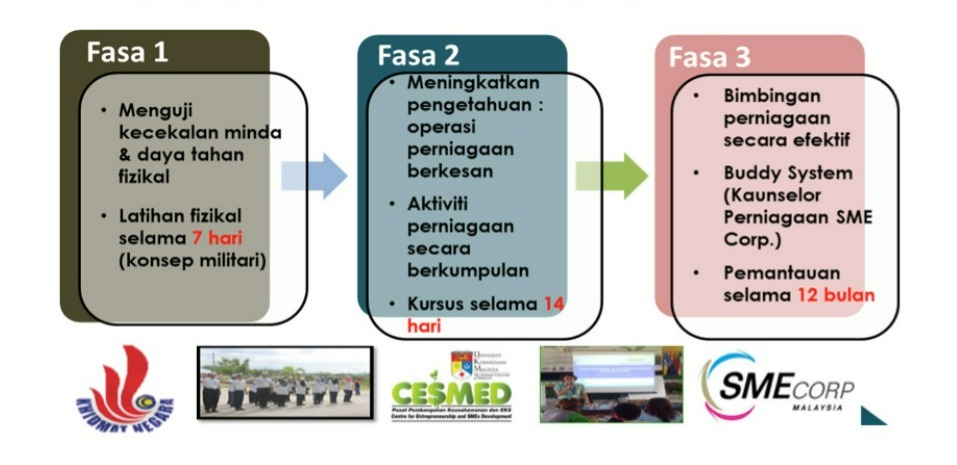 Fasa 1
• Menguji
kecekalan minda
& daya tahan
fizikal
• Latihan fizikal
selama 7 hari
(konsep militari)
Fasa 2
• Meningkatkan
pengetahuan :
operasi
perniagaan
berkesan
• Aktiviti
perniagaan
secara
berkumpulan
• Kursus selama 14
hari
Fasa 3
• Bimbingan
perniagaan
secara efektif
• Buddy System
(Kaunselor
Perniagaan SME
Corp.)
• Pemantauan
selama 12 bulan
KHIDMAT NEGARA
UNIVERSITI
KEBANGSAAN
MALAYSIA
CESMED
Pusat Pembangunan Keusahawanan dan EKS
Centre for Entrepreneurship and SMEs Development
SMECORP
MALAYSIA